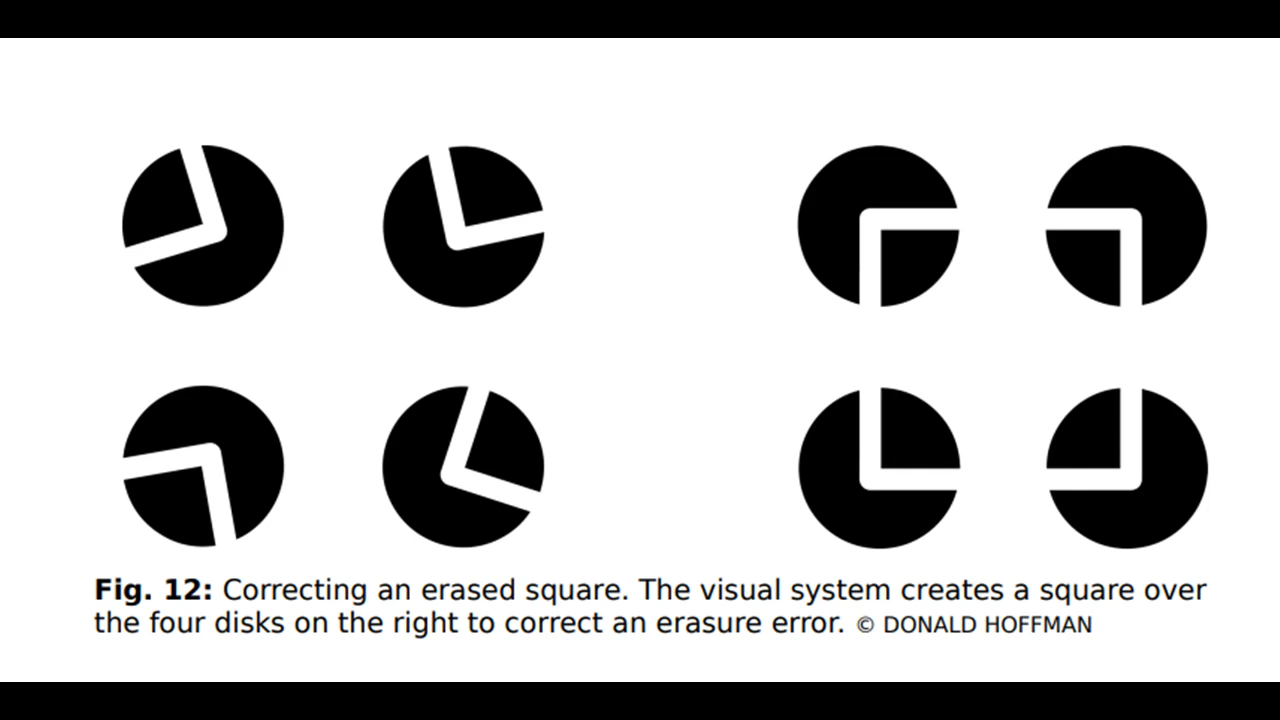 Fig. 12: Correcting an erased square. The visual system creates a square over
the four disks on the right to correct an erasure error. © DONALD HOFFMAN